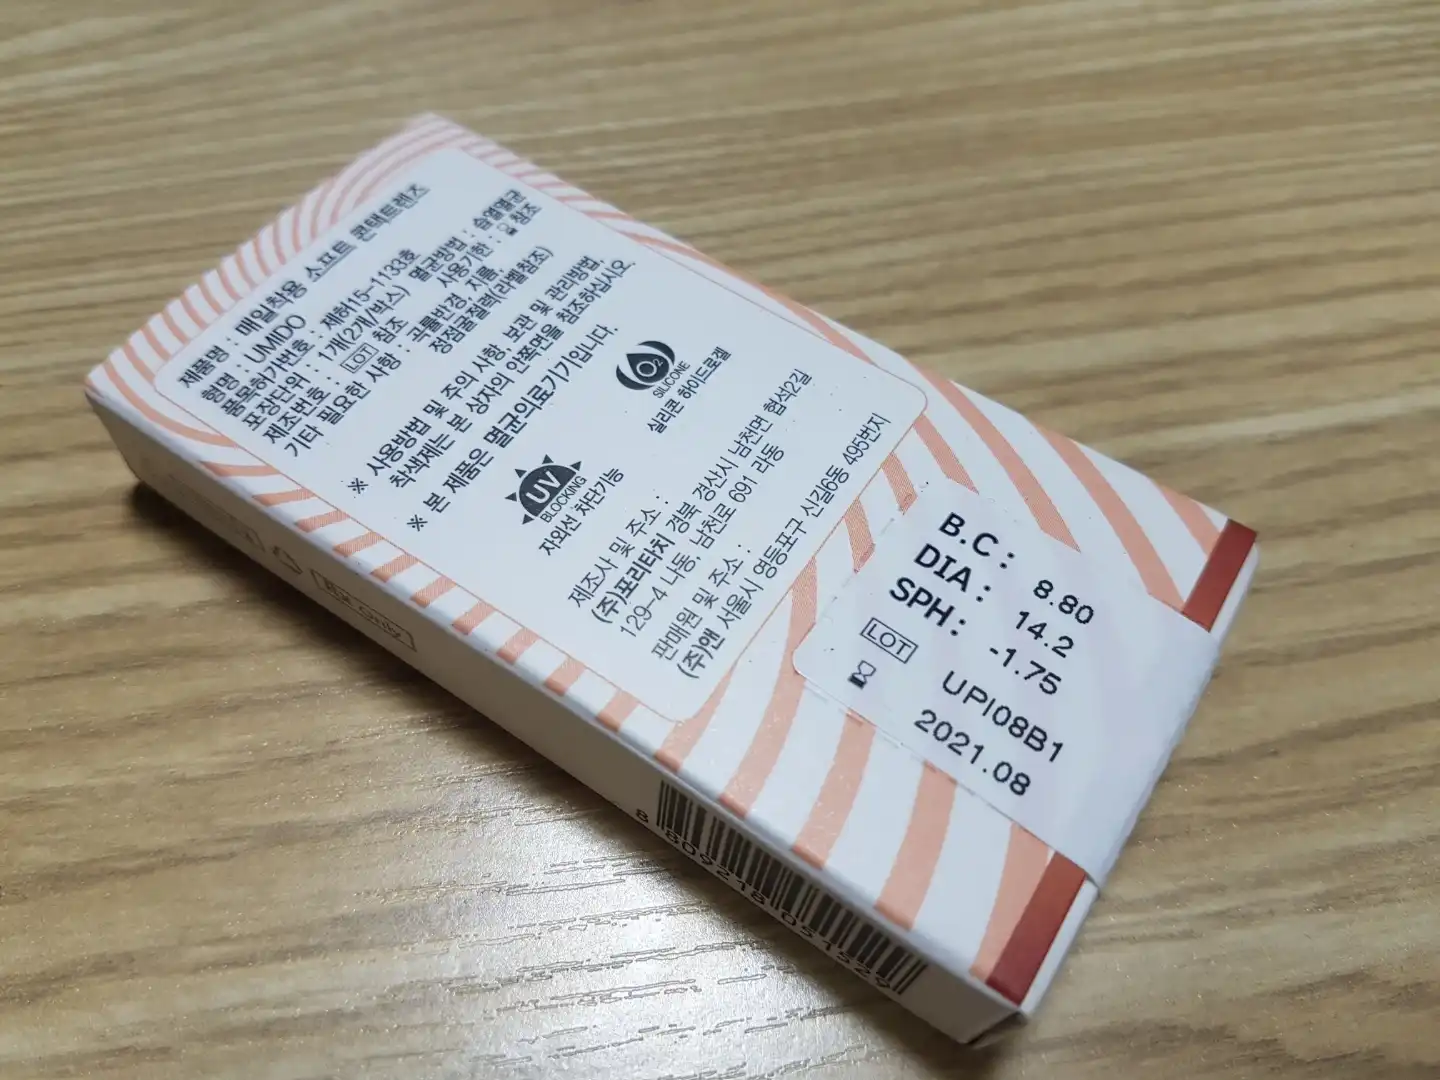 제품명 : 매일착용 소프트 콘택트렌즈
형명 : UMIDO
품목허가번호 : 제허15-1133호
포장단위 : 1개(2개/박스) 멸균방법 : 습열멸균
제조번호 : LOT 참조 사용기한 : 참조
기타 필요한 사항 : 곡률반경, 지름,
정점굴절력(라벨참조)
※ 사용방법 및 주의 사항, 보관 및 관리방법,
착색제는 본 상자의 안쪽면을 참조하십시오.
※ 본 제품은 멸균의료기기입니다.
UV
BLOCKING
자외선 차단기능
O2
SILICONE
실리콘 하이드로겔
제조사 및 주소 :
(주)포리타치 경북 경산시 남천면 협석2길
129-4 나동, 남천로 691 라동
판매원 및 주소 :
(주)앤 서울시 영등포구 신길6동 495번지
B.C : 8.80
DIA : 14.2
SPH : -1.75
LOT UPI08B1
2021.08
Rx only
8 809218 051529